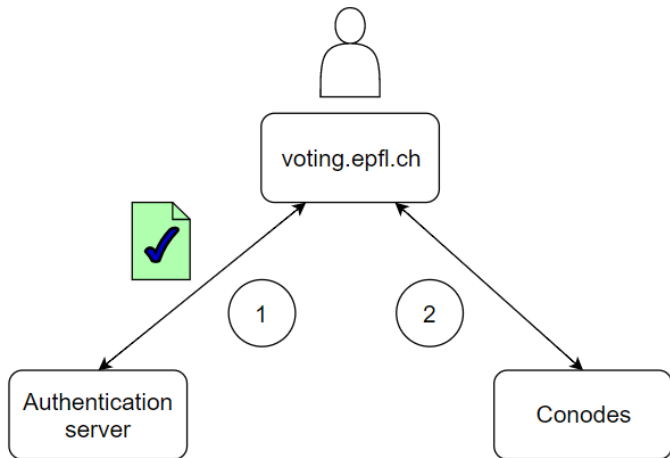 voting.epfl.ch
1
2
Authentication
server
Conodes